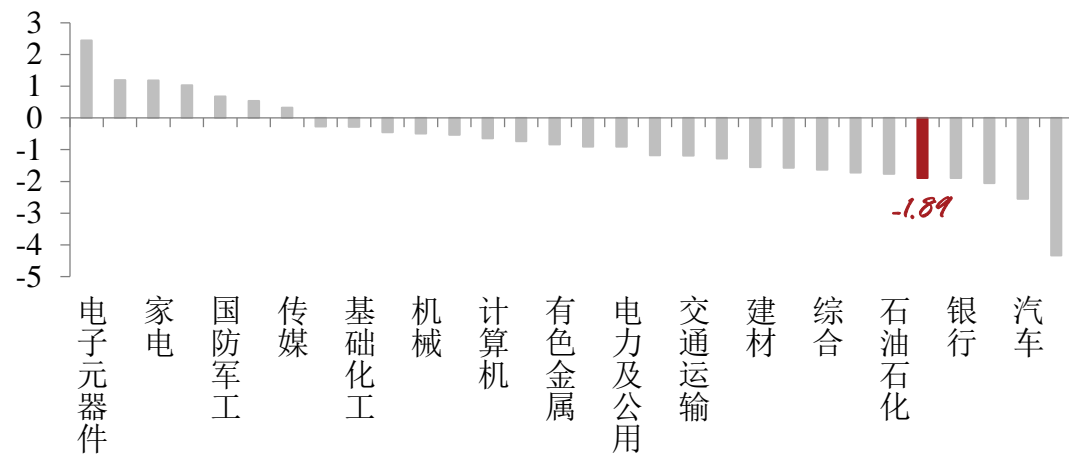 3
2
1
0
-1
-2
-3
-4
-5
-1.89
电子元器件
家电
国防军工
传媒
基础化工
机械
计算机
有色金属
电力及公用
交通运输
建材
综合
石油石化
银行
汽车